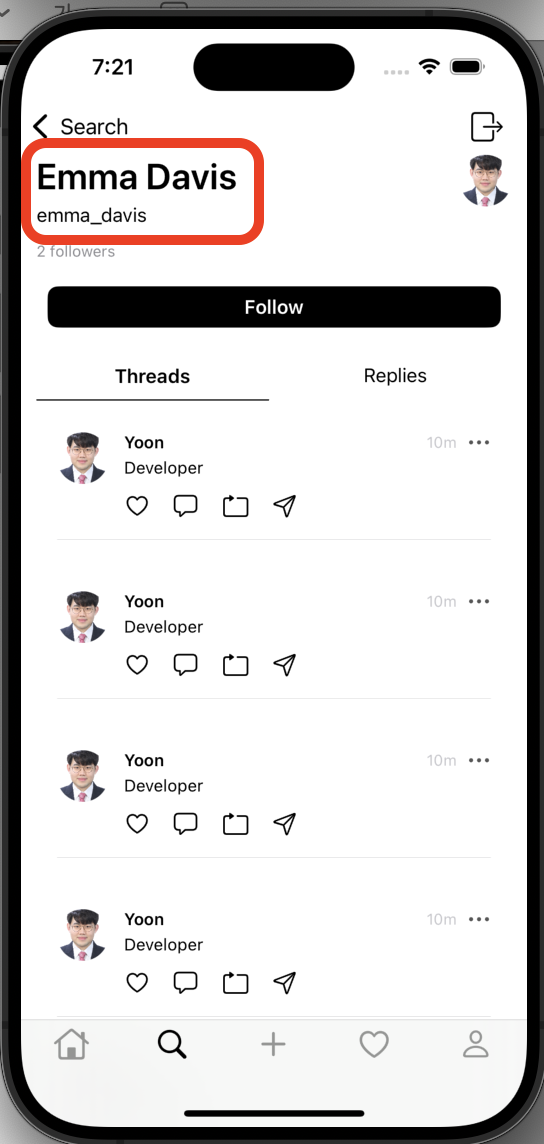 7:21
Search
Emma Davis
emma_davis
2 followers
Follow
Threads Replies
Yoon 10m
Developer
Yoon 10m
Developer
Yoon 10m
Developer
Yoon 10m
Developer